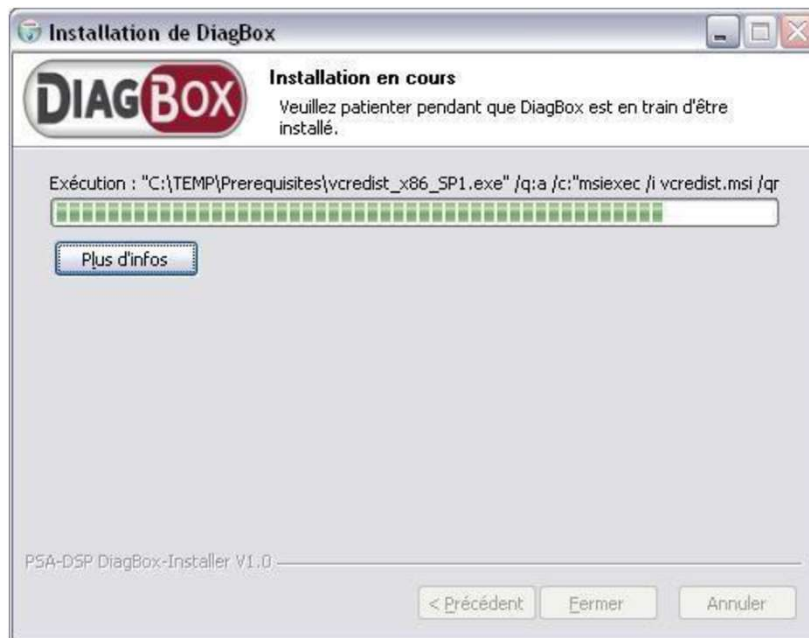 Installation de DiagBox
DIAGBOX
Installation en cours
Veuillez patienter pendant que DiagBox est en train d'être
installé.
Exécution : "C:\TEMP\Prerequisites\vcredist_x86_SP1.exe" /q:a /c:"msiexec /i vcredist.msi /qr
Plus d'infos
PSA-DSP DiagBox-Installer V1.0
< Précédent
Fermer
Annuler